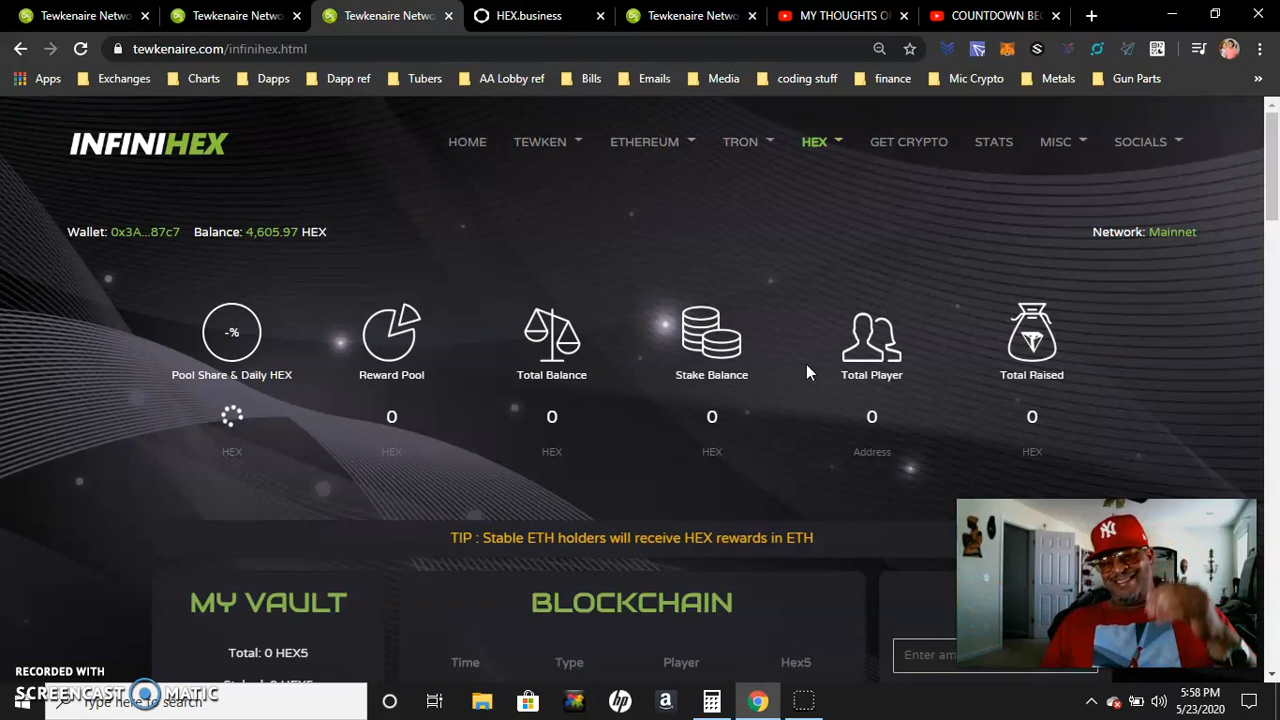 Tewkenaire Netwo
Tewkenaire Netwo
Tewkenaire Netwo
HEX.business
Tewkenaire Netwo
MY THOUGHTS O
COUNTDOWN BE
tewkenaire.com/infinihex.html
Apps
Exchanges
Charts
Dapps
Dapp ref
Tubers
AA Lobby ref
Bills
Emails
Media
coding stuff
finance
Mic Crypto
Metals
Gun Parts
»
INFINIHEX
HOME
TEWKEN
ETHEREUM
TRON
HEX
GET CRYPTO
STATS
MISC
SOCIALS
Wallet: 0x3A...87c7 Balance: 4,605.97 HEX
Network: Mainnet
-%
Pool Share & Daily HEX
Reward Pool
Total Balance
Stake Balance
Total Player
Total Raised
0
0
0
0
0
HEX
HEX
HEX
HEX
Address
HEX
TIP : Stable ETH holders will receive HEX rewards in ETH
MY VAULT
BLOCKCHAIN
Total: 0 HEX5
Time
Type
Player
Hex5
Enter am
NY
RECORDED WITH
SCREENCAST MATIC
Type here to search
hp
5:58 PM
5/23/2020